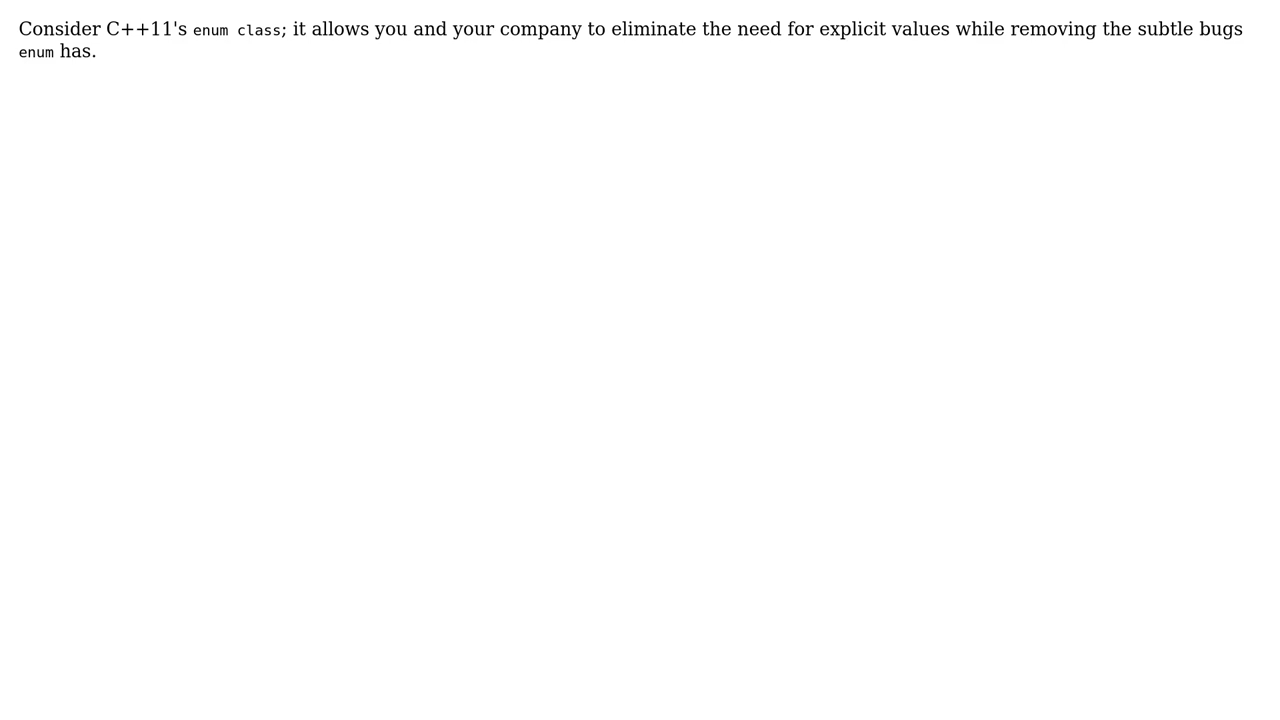 Consider C++11's enum class; it allows you and your company to eliminate the need for explicit values while removing the subtle bugs
enum has.